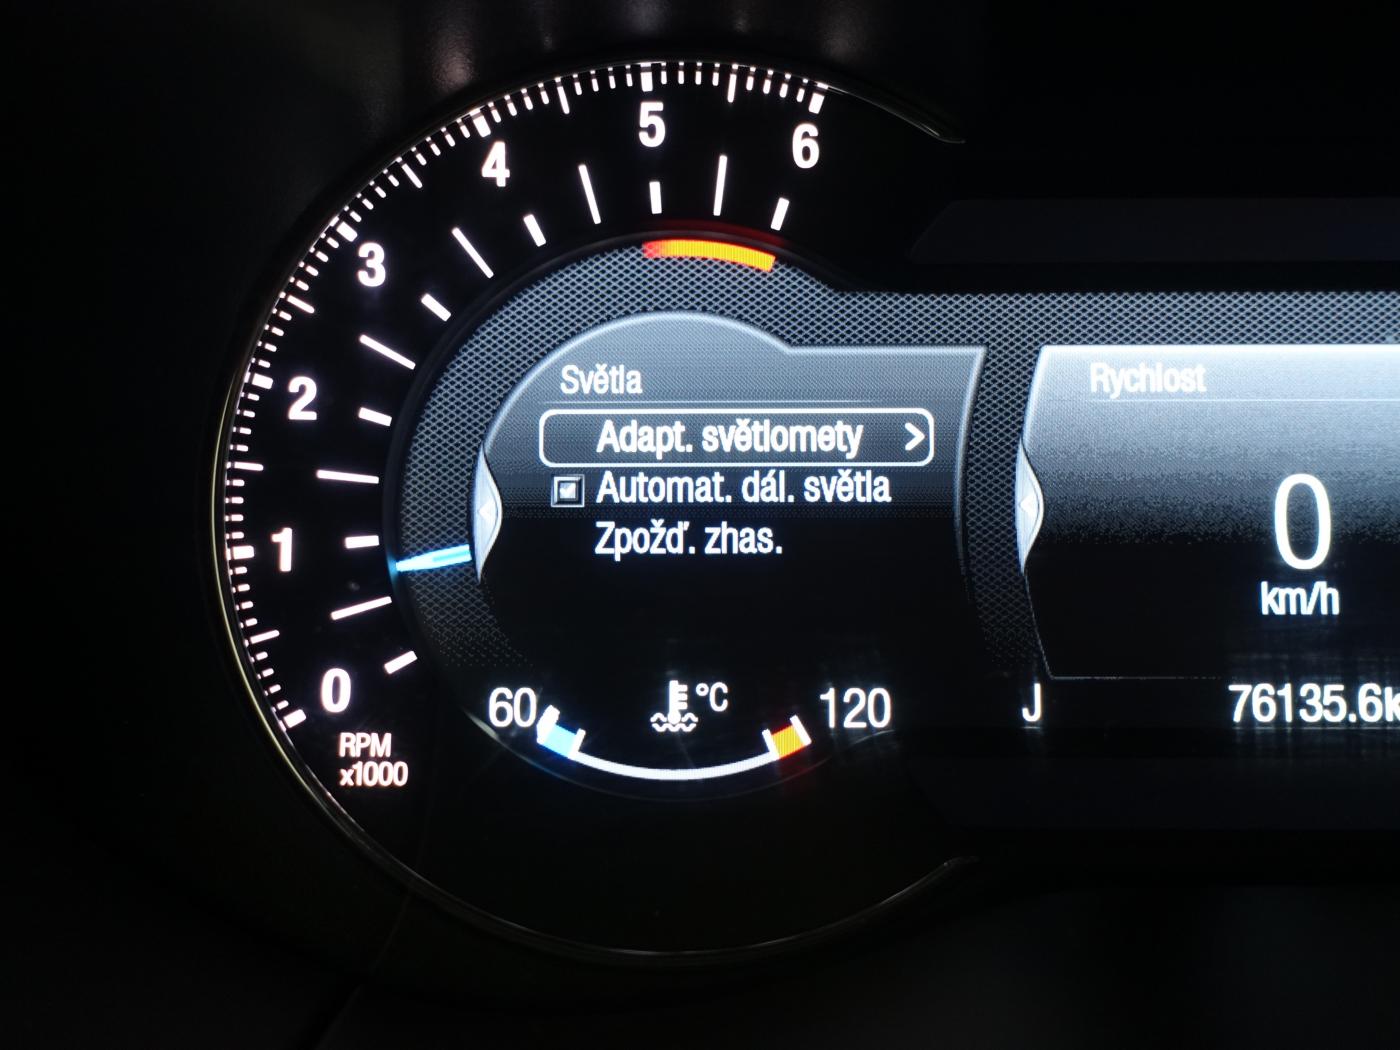 0
1
2
3
4
5
6
RPM
x1000
Světla
Adapt. světlomety
Automat. dál. světla
Zpožď. zhas.
60
°C
120
Rychlost
0
km/h
J
76135.6k